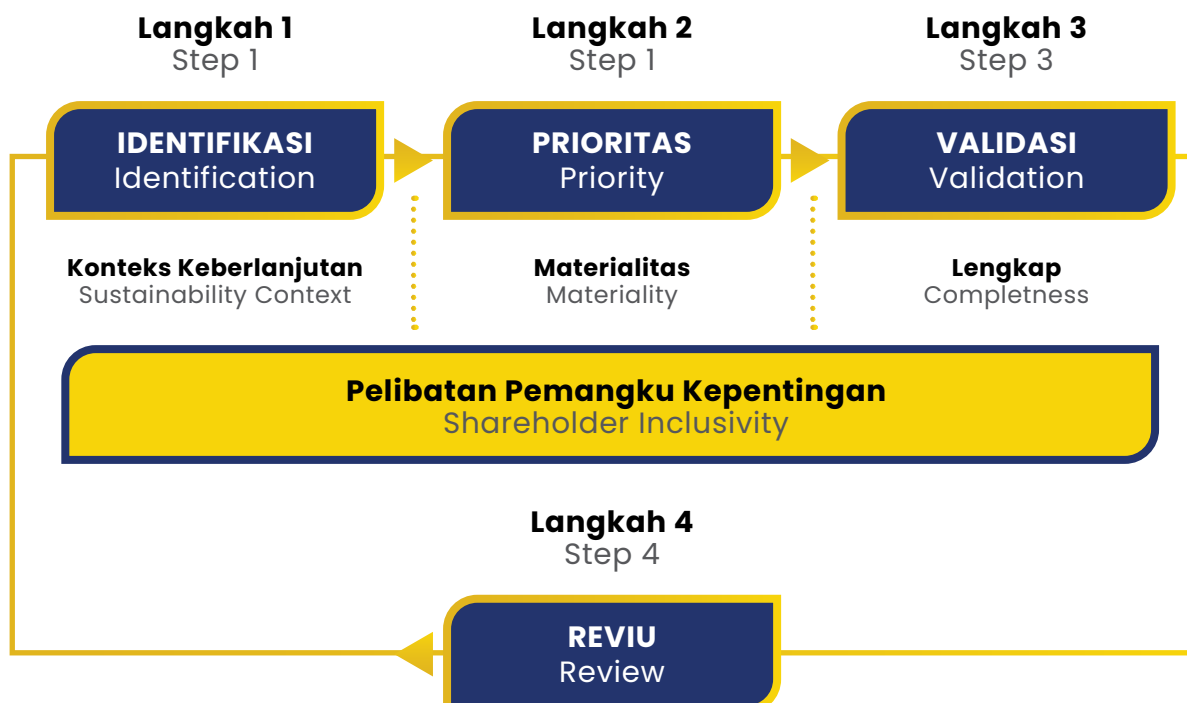 Langkah 1
Step 1
Langkah 2
Step 1
Langkah 3
Step 3
IDENTIFIKASI
Identification
PRIORITAS
Priority
VALIDASI
Validation
Konteks Keberlanjutan
Sustainability Context
Materialitas
Materiality
Lengkap
Completness
Pelibatan Pemangku Kepentingan
Shareholder Inclusivity
Langkah 4
Step 4
REVIU
Review